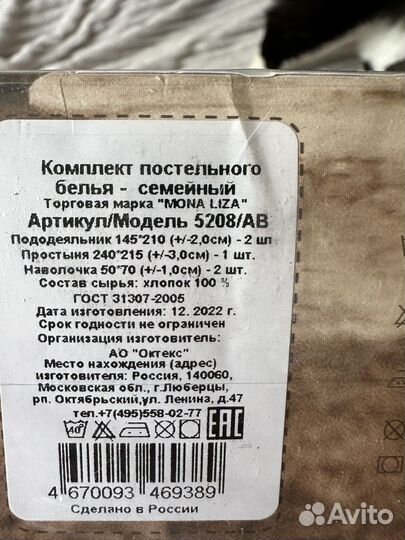 Комплект постельного
белья - семейный
Торговая марка "MONA LIZA"
Артикул/Модель 5208/AB
Пододеяльник 145*210 (+/-2,0см) - 2 шт
Простыня 240*215 (+/-3,0см) - 1 шт.
Наволочка 50*70 (+/-1,0см) - 2 шт.
Состав сырья: хлопок 100 %
ГОСТ 31307-2005
Дата изготовления: 12. 2022 г.
Срок годности не ограничен
Организация изготовитель:
АО "Октекс"
Место нахождения (адрес)
изготовителя: Россия, 140060,
Московская обл., г.Люберцы,
рп. Октябрьский,ул. Ленина, д.47
тел.+7(495)558-02-77
40 EAC
4 670093 469389
Сделано в России
Avito